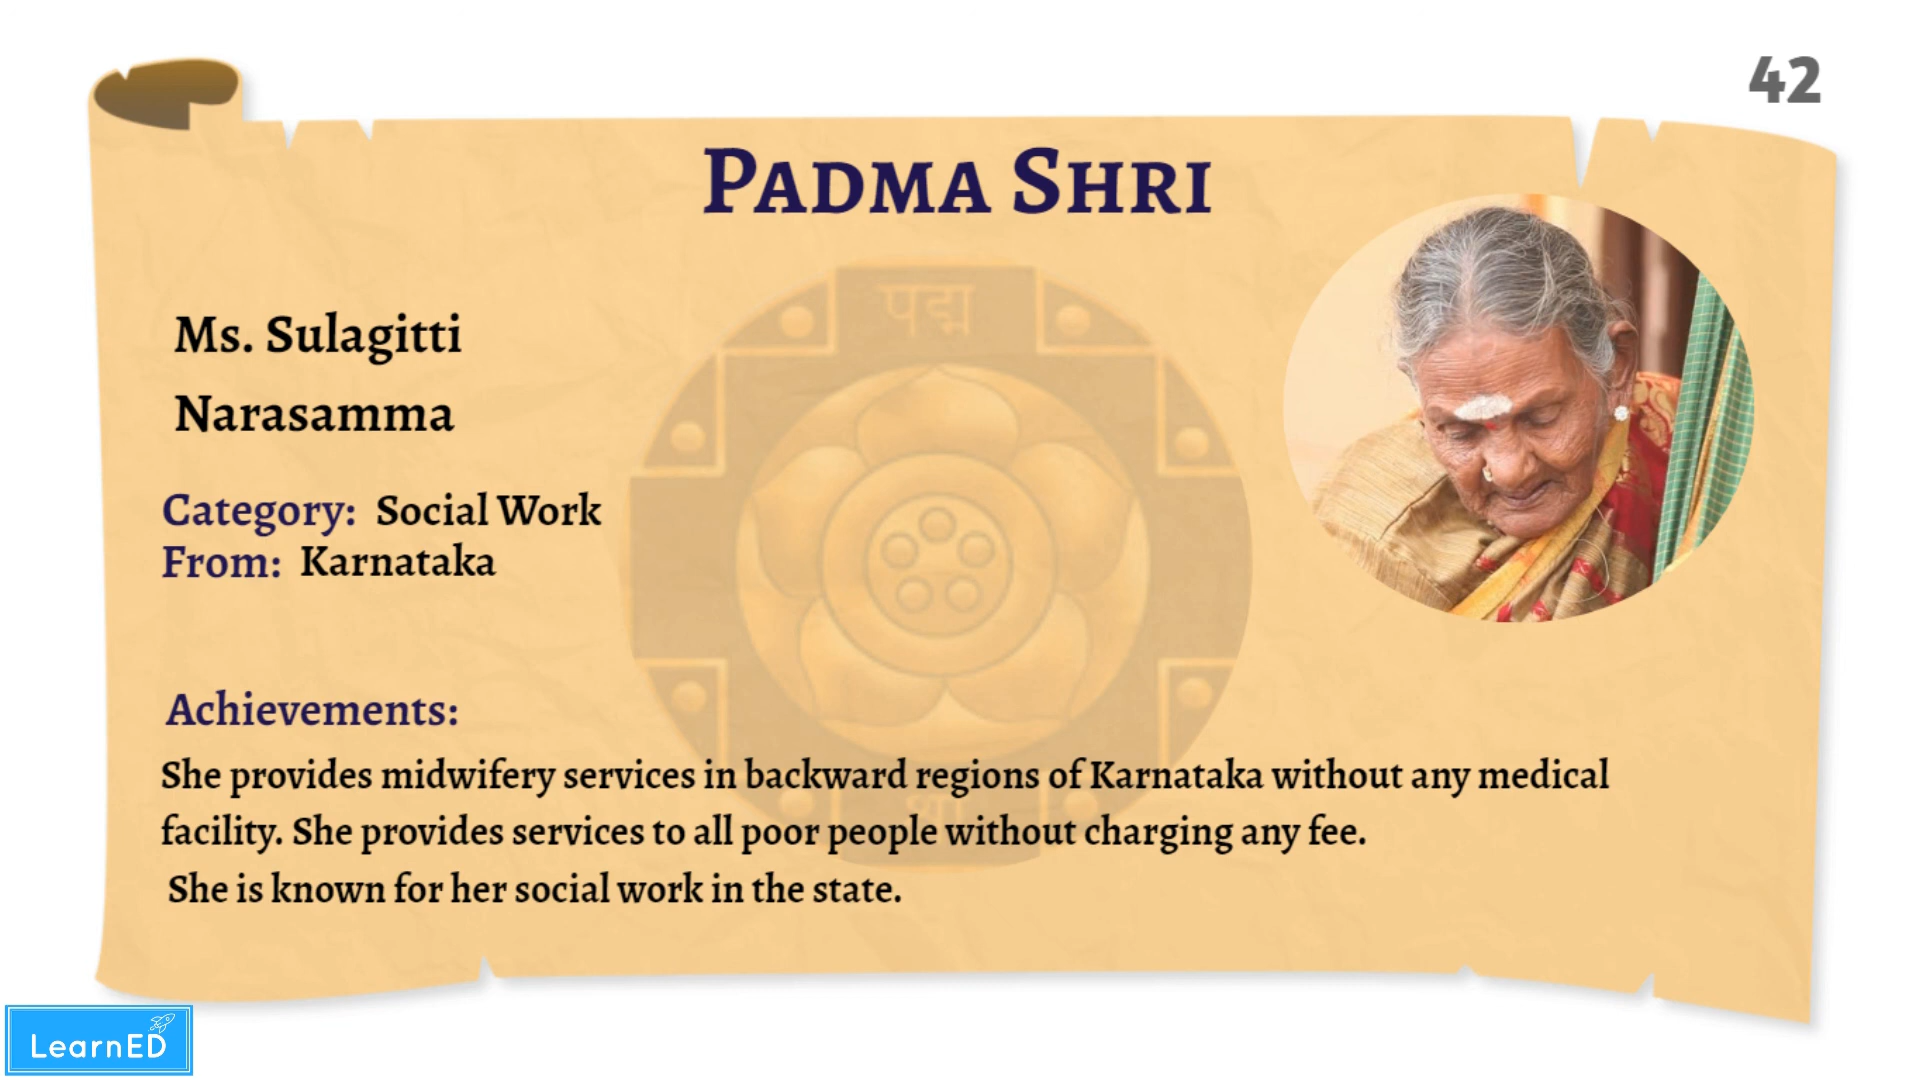 42
PADMA SHRI
पद्म
Ms. Sulagitti
Narasamma
Category: Social Work
From: Karnataka
Achievements:
She provides midwifery services in backward regions of Karnataka without any medical
facility. She provides services to all poor people without charging any fee.
She is known for her social work in the state.
LearnED